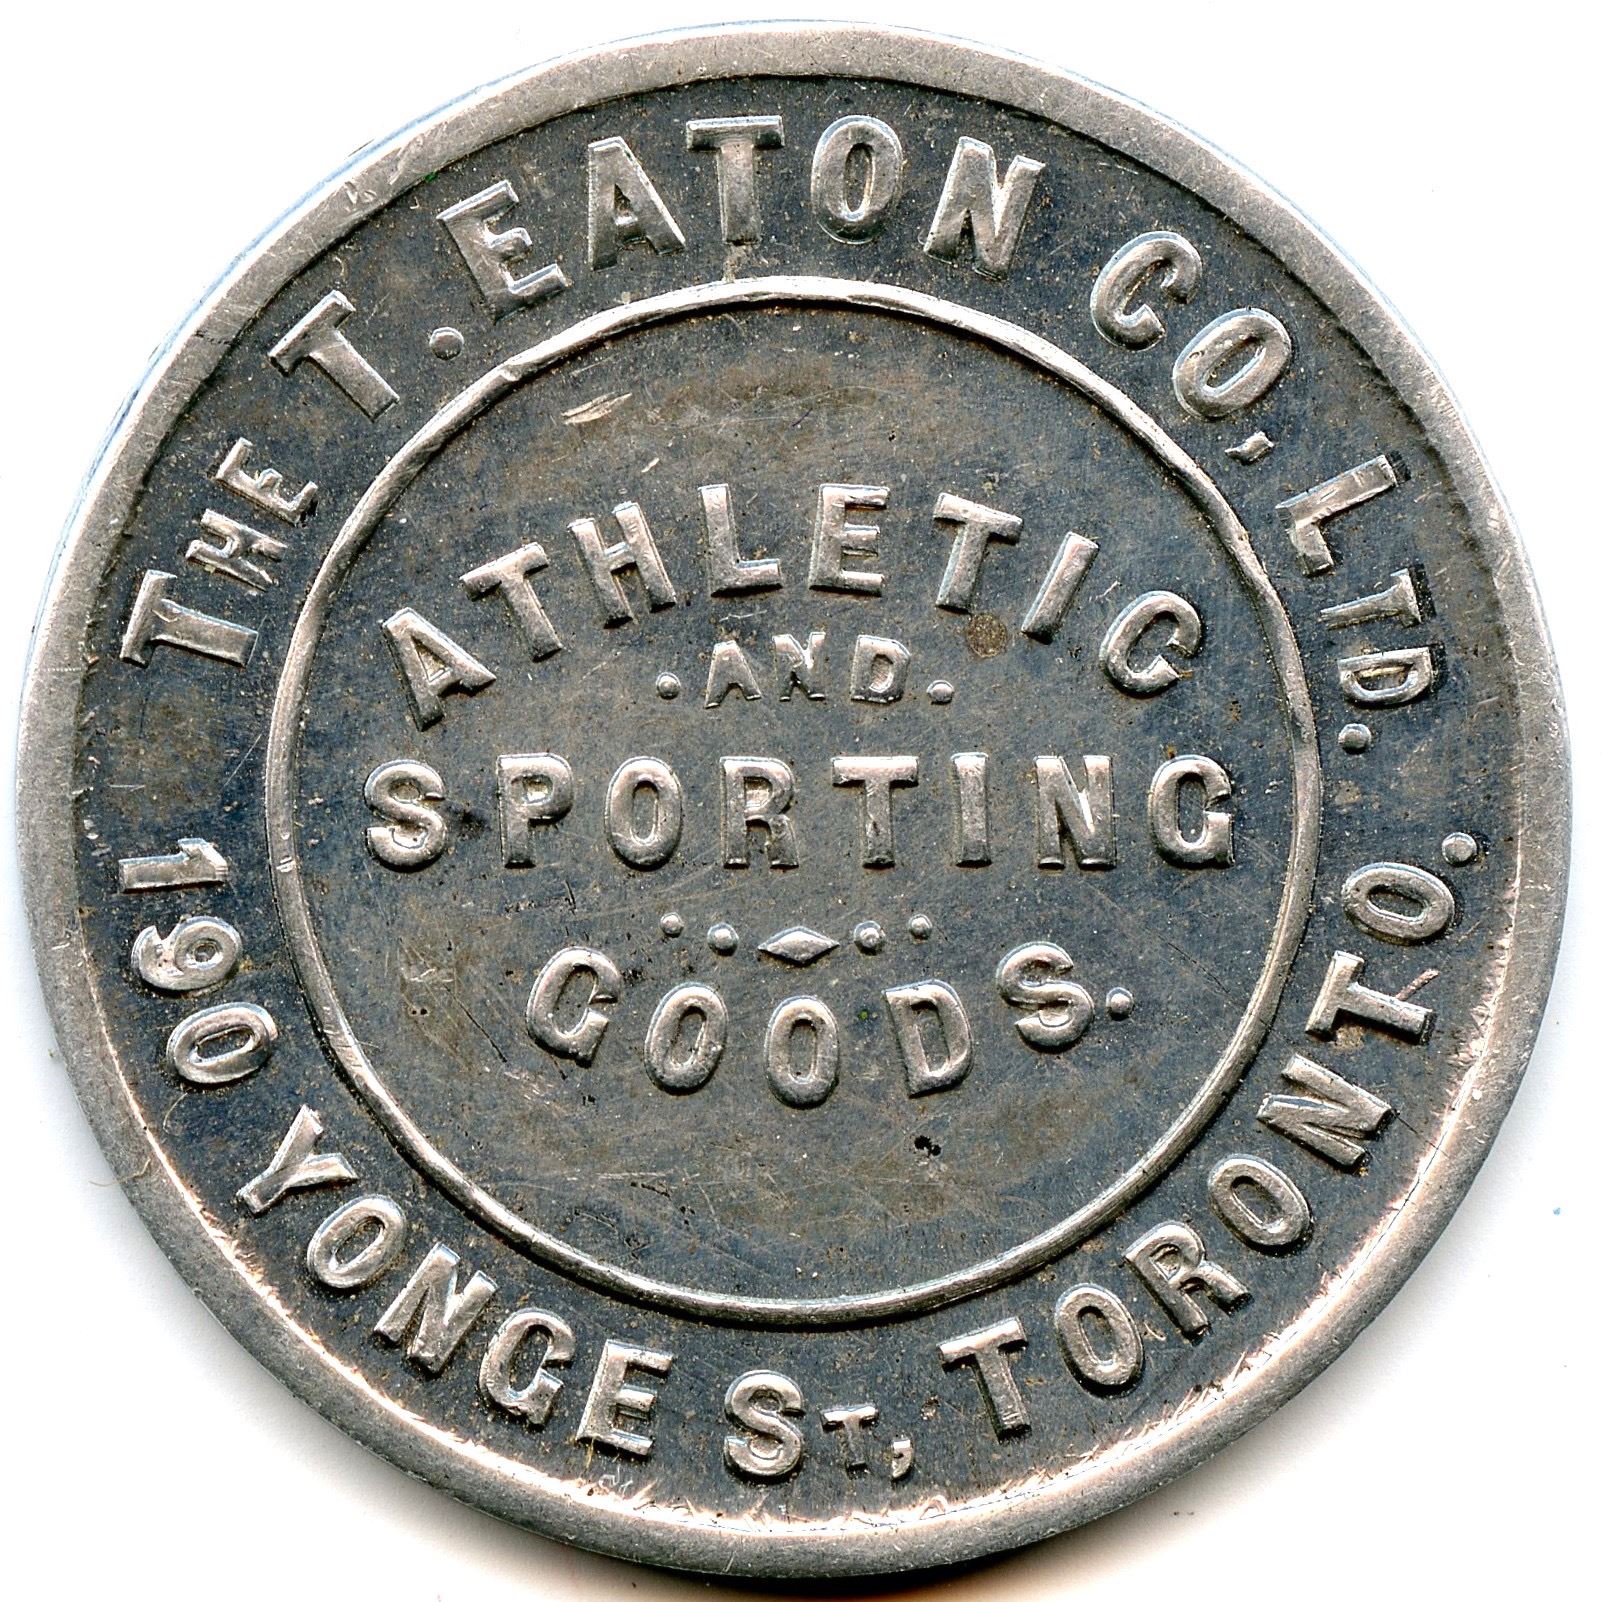 THE T. EATON CO, LTD.
190 YONGE ST, TORONTO.
ATHLETIC
·AND·
SPORTING
GOODS.